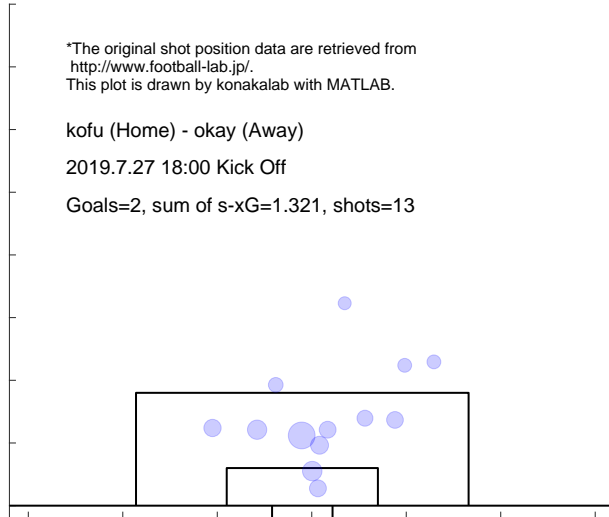 *The original shot position data are retrieved from
http://www.football-lab.jp/.
This plot is drawn by konakalab with MATLAB.
kofu (Home) - okay (Away)
2019.7.27 18:00 Kick Off
Goals=2, sum of s-xG=1.321, shots=13